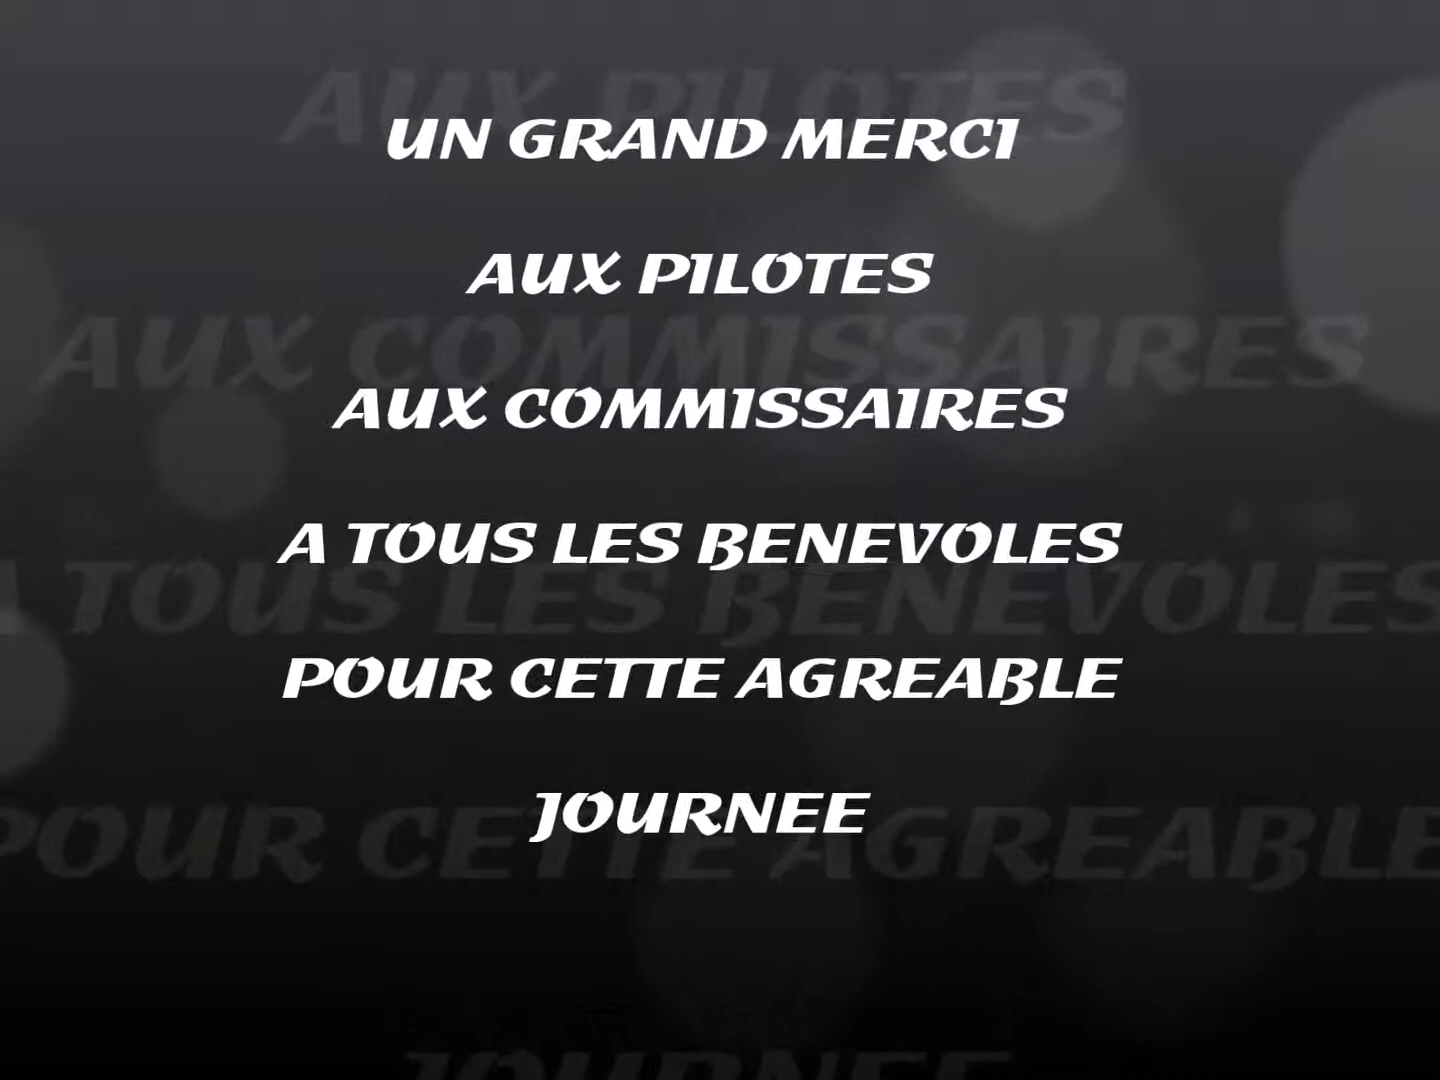 UN GRAND MERCI
AUX PILOTES
AUX COMMISSAIRES
A TOUS LES BENEVOLES
POUR CETTE AGREABLE
JOURNEE